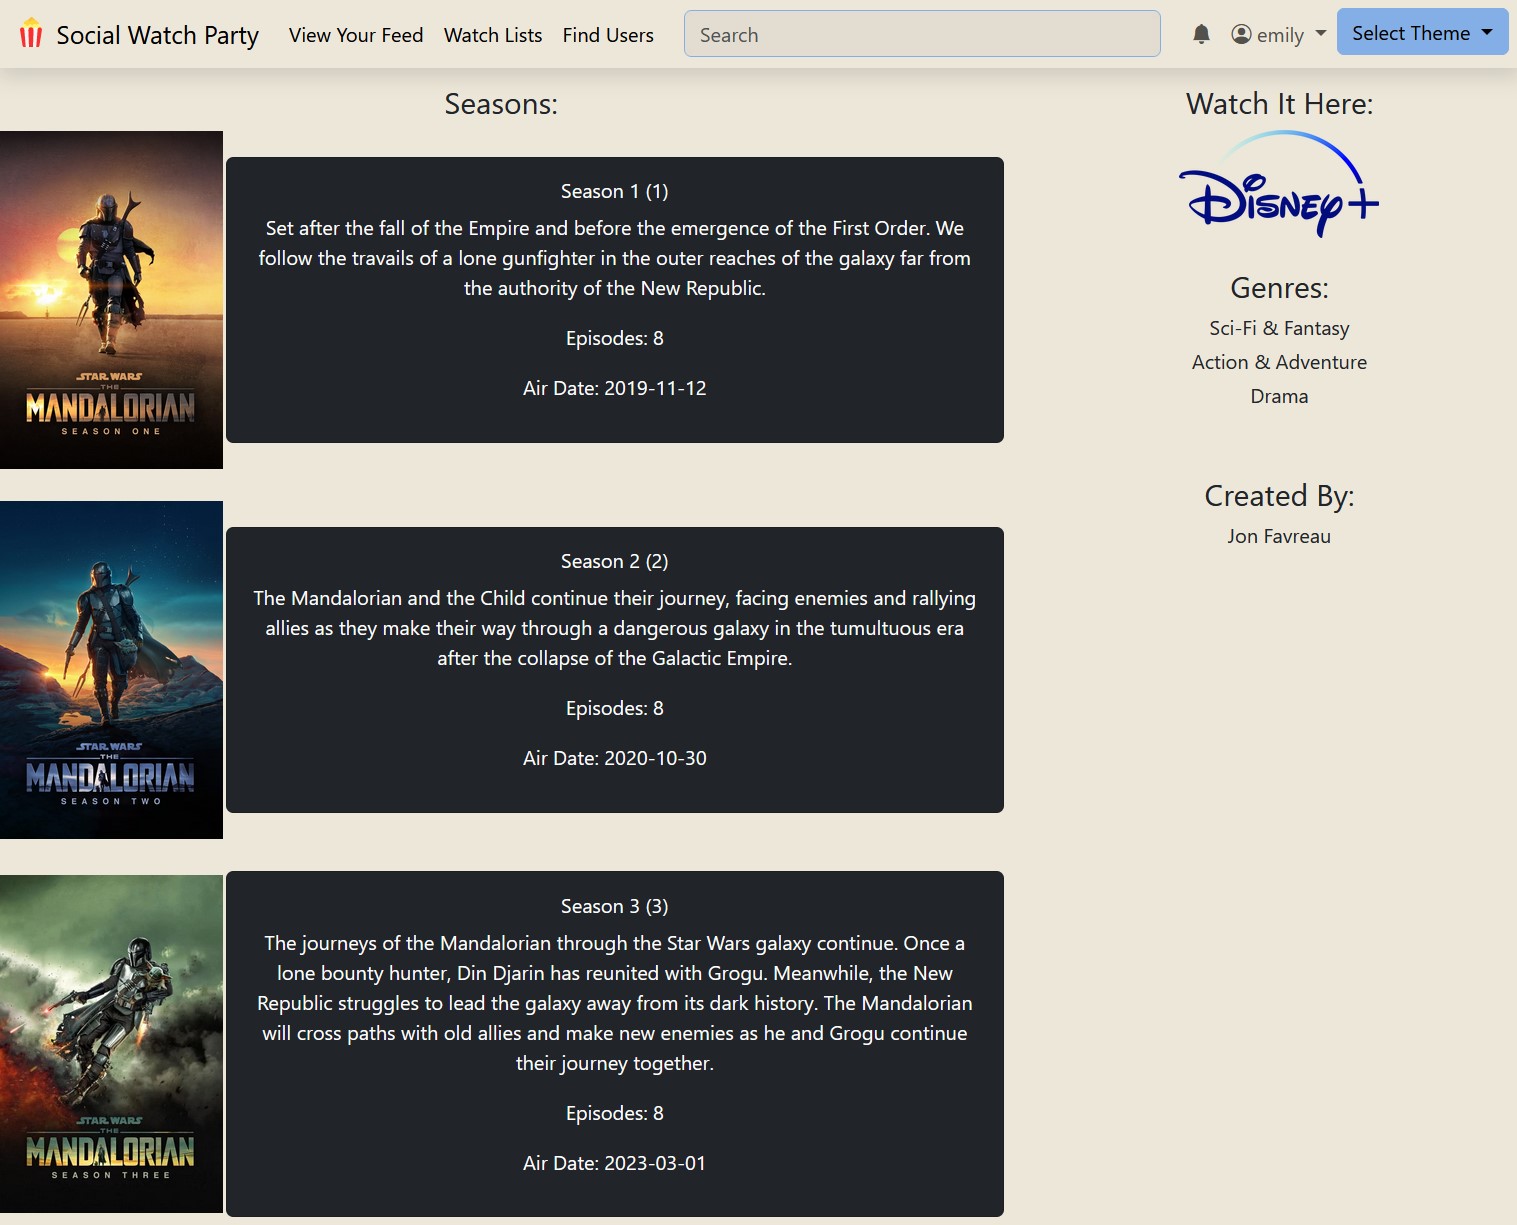 Social Watch Party View Your Feed Watch Lists Find Users Search emily Select Theme
Seasons:
STAR WARS
THE
MANDALORIAN
SEASON ONE
Season 1 (1)
Set after the fall of the Empire and before the emergence of the First Order. We
follow the travails of a lone gunfighter in the outer reaches of the galaxy far from
the authority of the New Republic.
Episodes: 8
Air Date: 2019-11-12
STAR WARS
THE
MANDALORIAN
SEASON TWO
Season 2 (2)
The Mandalorian and the Child continue their journey, facing enemies and rallying
allies as they make their way through a dangerous galaxy in the tumultuous era
after the collapse of the Galactic Empire.
Episodes: 8
Air Date: 2020-10-30
STAR WARS
THE
MANDALORIAN
SEASON THREE
Season 3 (3)
The journeys of the Mandalorian through the Star Wars galaxy continue. Once a
lone bounty hunter, Din Djarin has reunited with Grogu. Meanwhile, the New
Republic struggles to lead the galaxy away from its dark history. The Mandalorian
will cross paths with old allies and make new enemies as he and Grogu continue
their journey together.
Episodes: 8
Air Date: 2023-03-01
Watch It Here:
Disney+
Genres:
Sci-Fi & Fantasy
Action & Adventure
Drama
Created By:
Jon Favreau